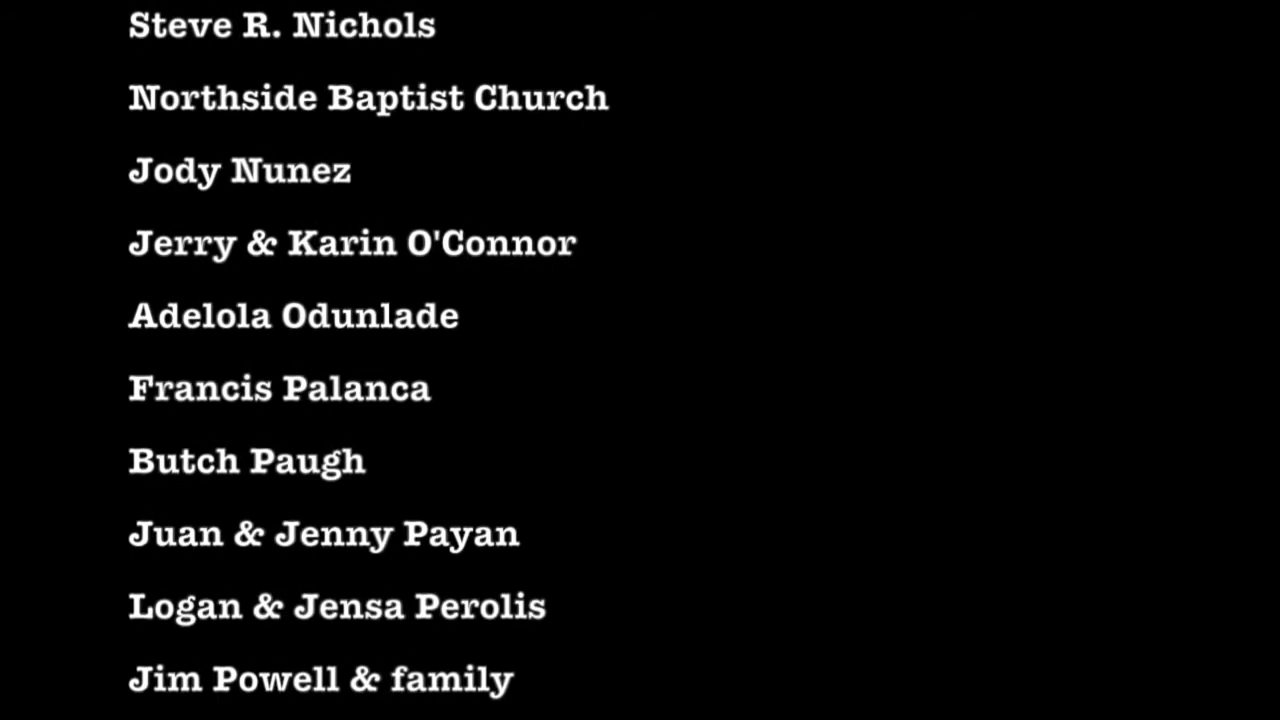 Steve R. Nichols
Northside Baptist Church
Jody Nunez
Jerry & Karin O'Connor
Adelola Odunlade
Francis Palanca
Butch Paugh
Juan & Jenny Payan
Logan & Jensa Perolis
Jim Powell & family